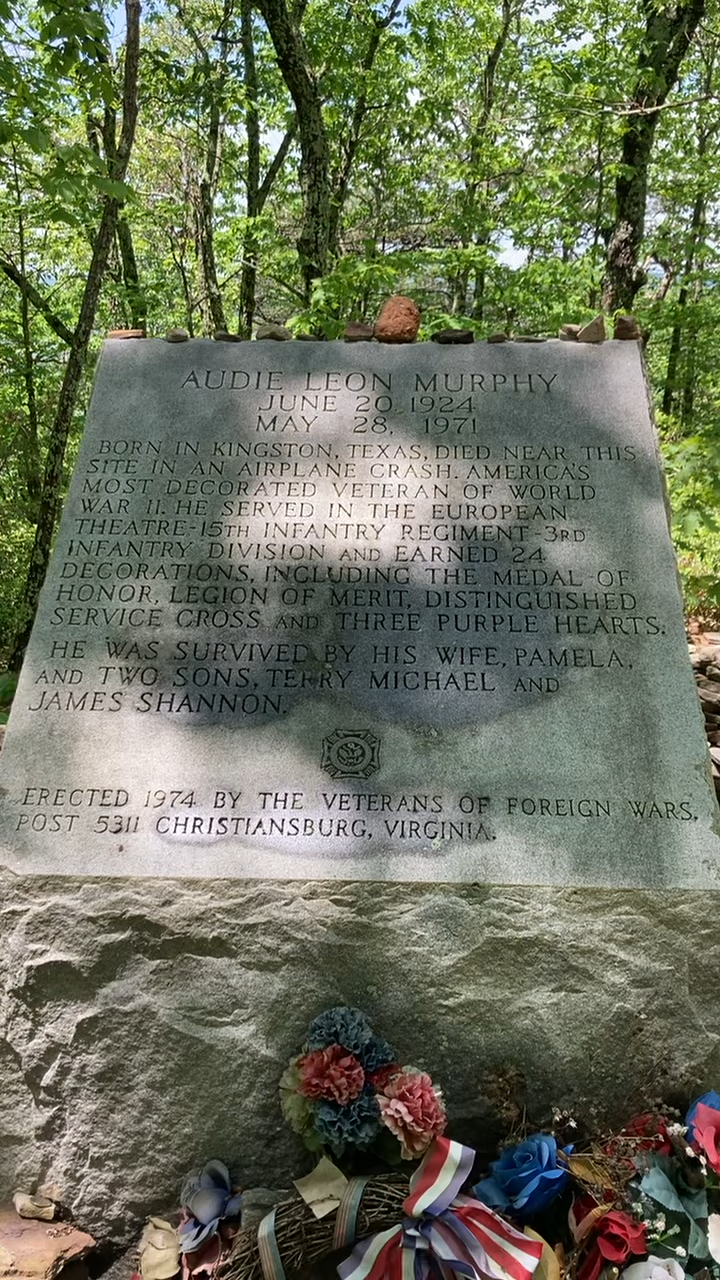 AUDIE LEON MURPHY
JUNE 20, 1924
MAY 28, 1971
BORN IN KINGSTON, TEXAS, DIED NEAR THIS
SITE IN AN AIRPLANE CRASH. AMERICA'S
MOST DECORATED VETERAN OF WORLD
WAR II. HE SERVED IN THE EUROPEAN
THEATRE-15TH INFANTRY REGIMENT-3RD
INFANTRY DIVISION AND EARNED 24
DECORATIONS, INCLUDING THE MEDAL OF
HONOR, LEGION OF MERIT, DISTINGUISHED
SERVICE CROSS AND THREE PURPLE HEARTS.
HE WAS SURVIVED BY HIS WIFE, PAMELA,
AND TWO SONS, TERRY MICHAEL AND
JAMES SHANNON.
ERECTED 1974 BY THE VETERANS OF FOREIGN WARS,
POST 5311 CHRISTIANSBURG, VIRGINIA.